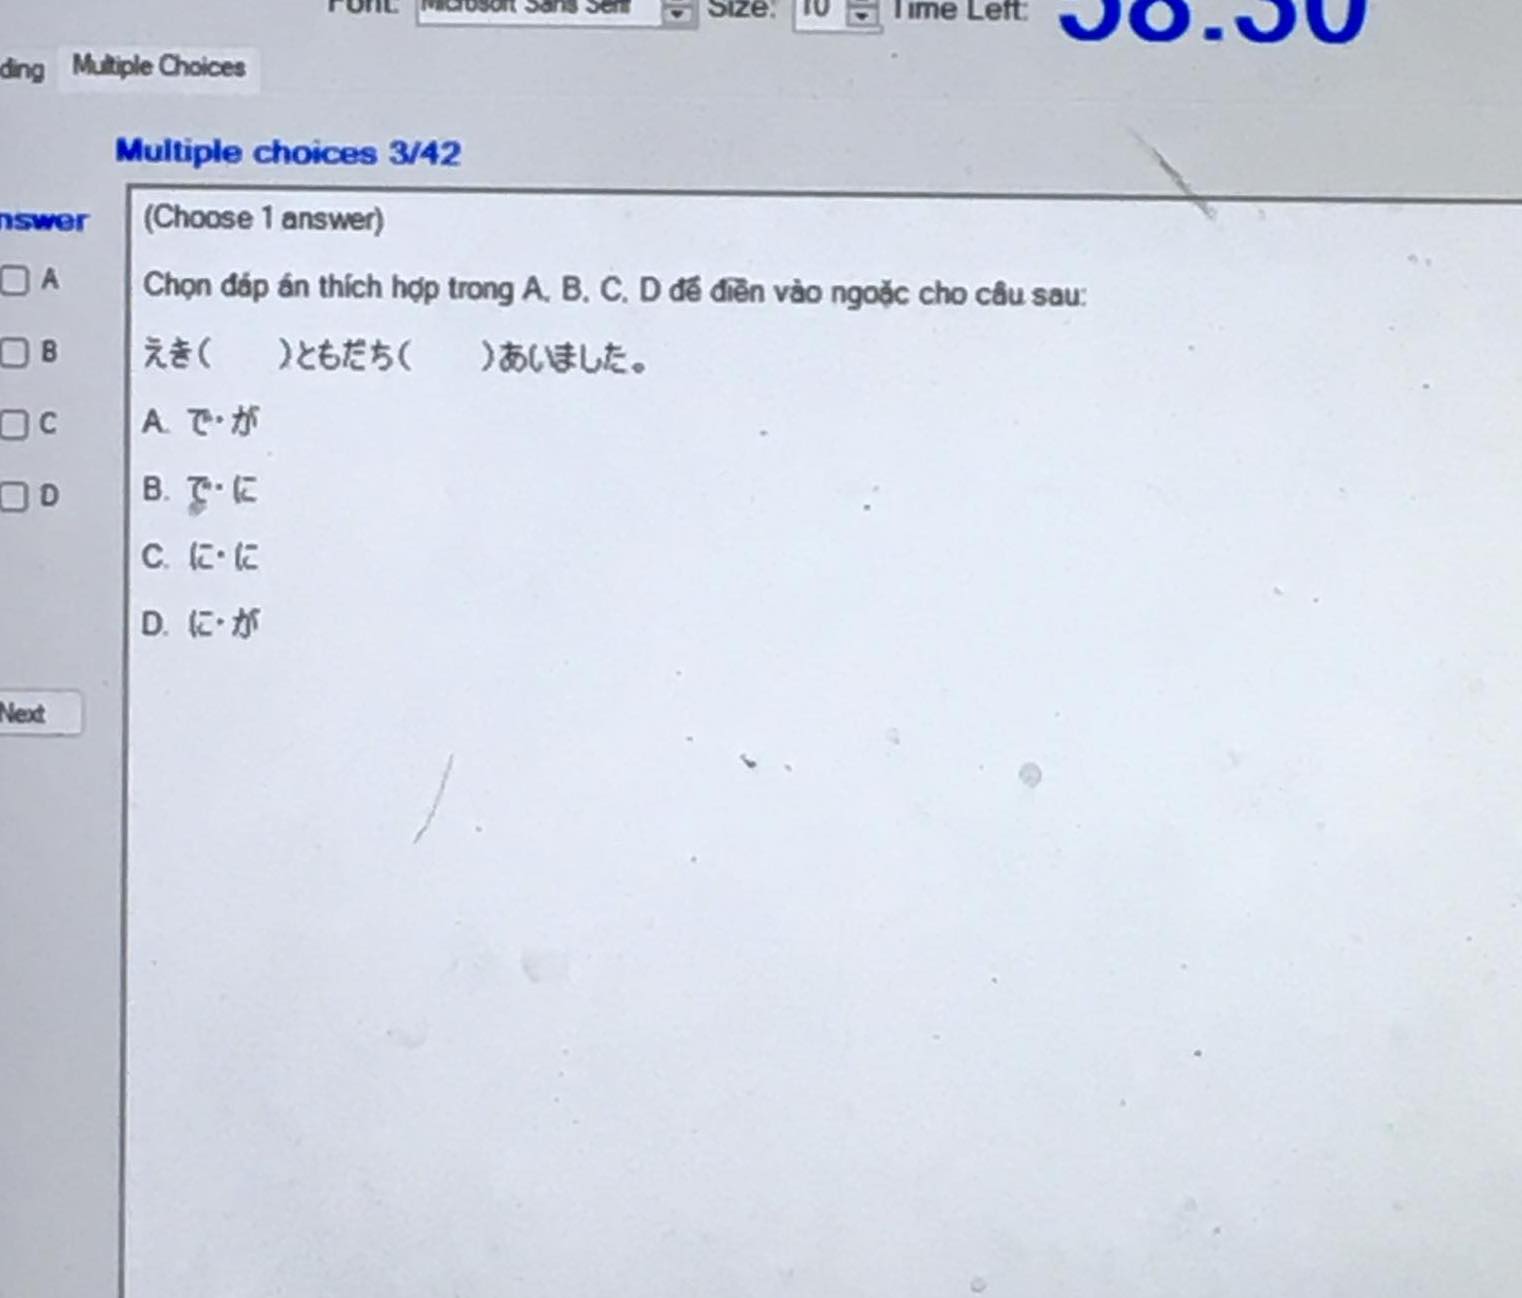 Font: Microsoft Sans Serif Size: 10 Time Left: 58:30
ding Multiple Choices
Multiple choices 3/42
nswer
(Choose 1 answer)
Chọn đáp án thích hợp trong A, B, C, D để điền vào ngoặc cho câu sau:
えき( )ともだち( )あいました。
A. で・が
B. で・に
C. に・に
D. に・が
A
B
C
D
Next